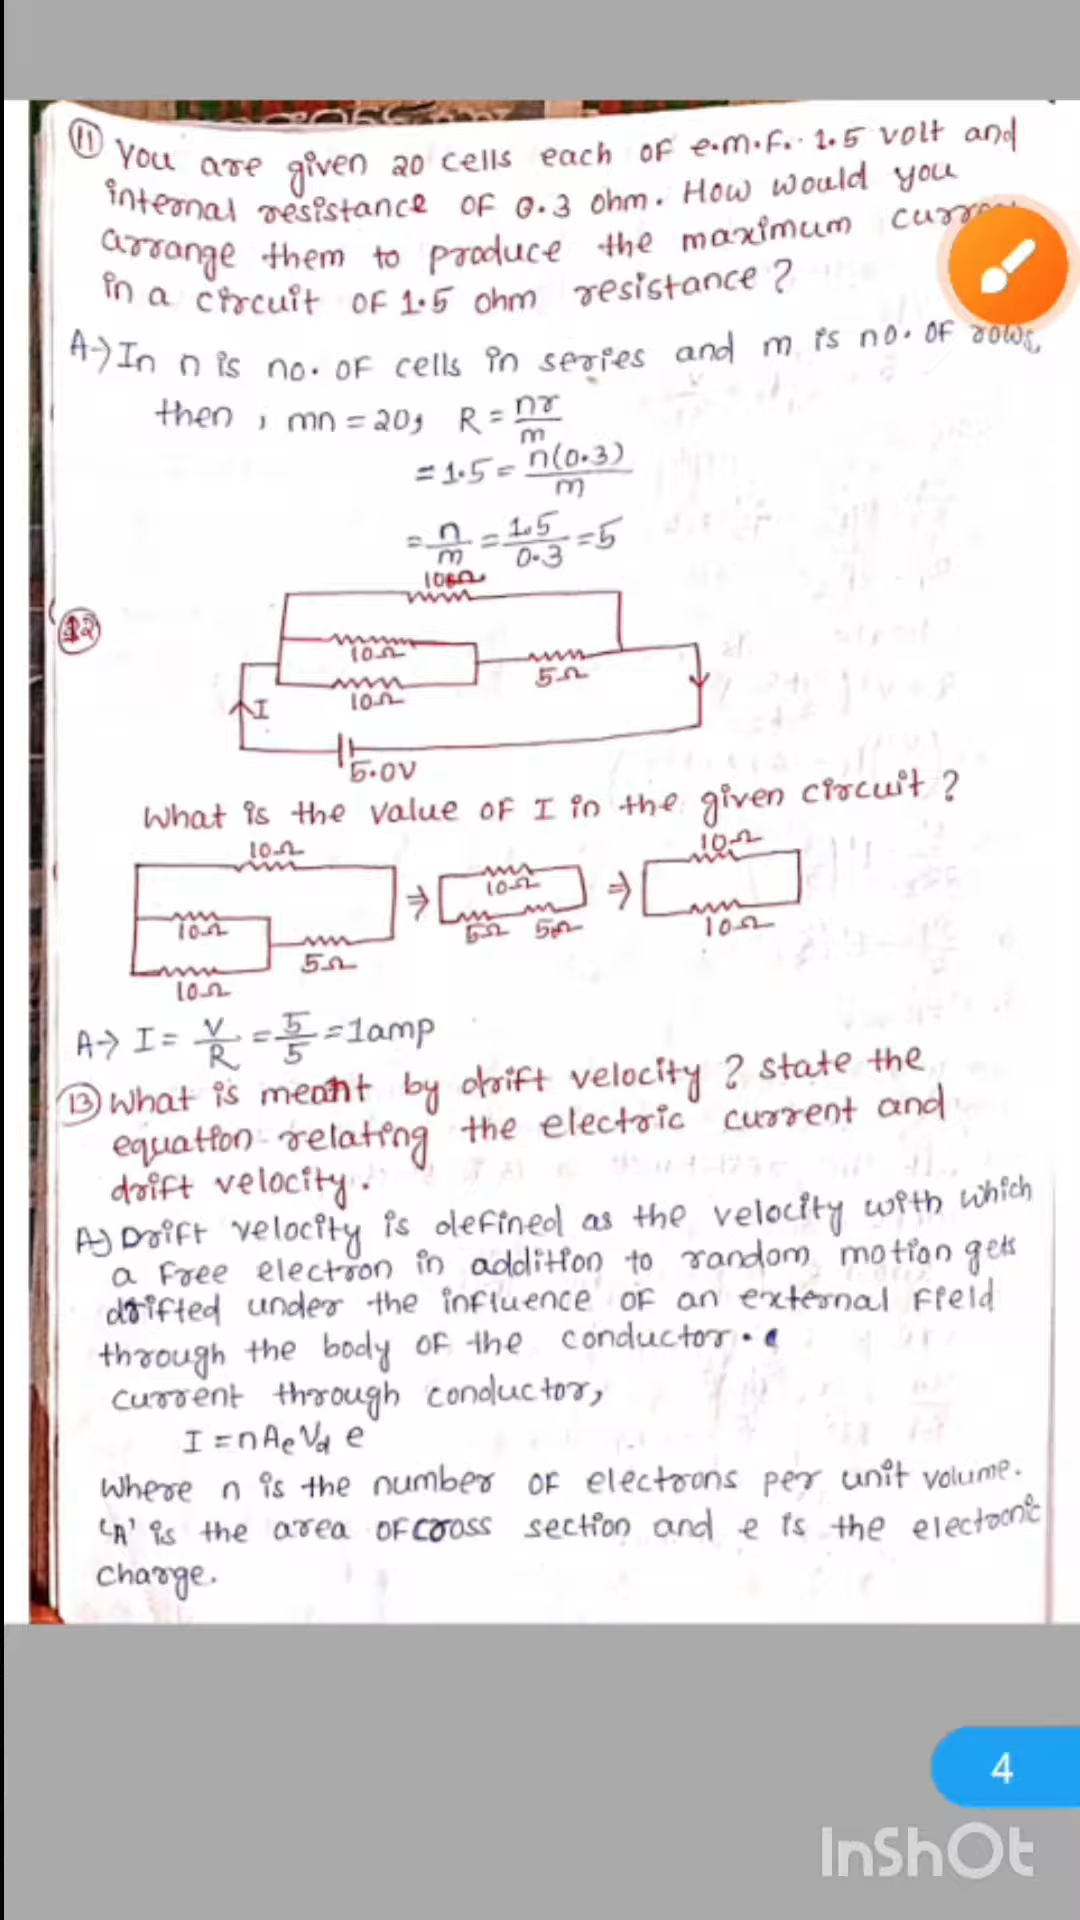 11 You are given 20 cells each of e.m.f. 1.5 volt and
internal resistance of 0.3 ohm. How would you
arrange them to produce the maximum
in a circuit of 1.5 ohm resistance?
A→) In n is no. of cells in series and m is no. of rows,
then, mn = 20, R = nr/m
= 1.5 = n(0.3)/m
= n/m = 1.5/0.3 = 5
12
10Ω
10Ω
5Ω
10Ω
I
5.0V
What is the value of I in the given circuit?
10Ω
10Ω
10Ω
5Ω
10Ω
⇒
10Ω
5Ω 5Ω
⇒
10Ω
10Ω
A→) I = V/R = 5/5 = 1amp
13 What is meant by drift velocity? state the
equation relating the electric current and
drift velocity.
A→) Drift velocity is defined as the velocity with which
a free electron in addition to random motion gets
drifted under the influence of an external field
through the body of the conductor.
current through conductor,
I = nAeVd e
Where n is the number of electrons per unit volume.
'A' is the area of cross section and e is the electronic
charge.
4
InShOt